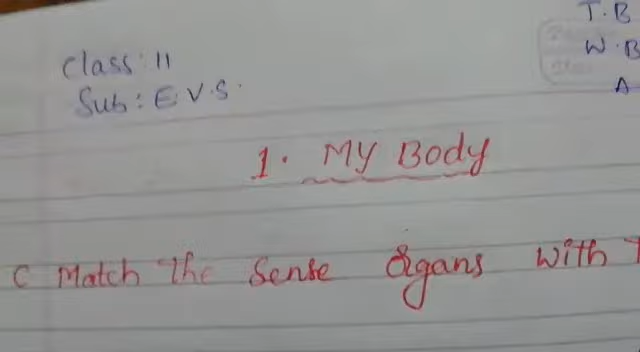 T.B
Class: II
W.B
Sub: E.V.S.
A
1. My Body
C Match The Sense Organs With T